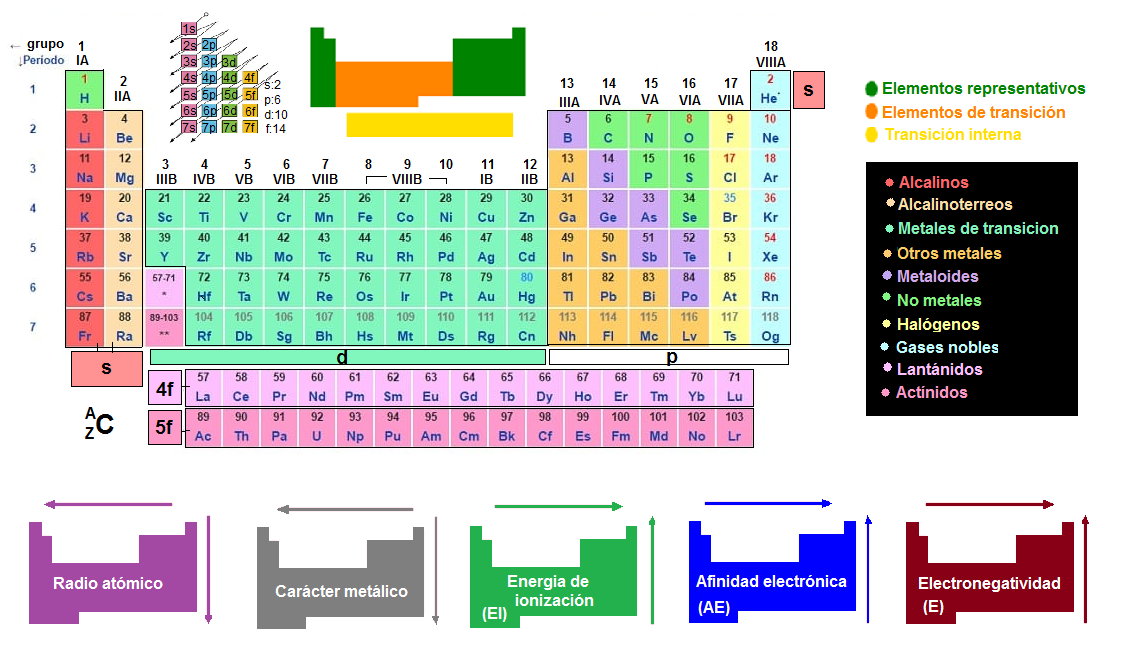 ← grupo
↓Período
1
IA
2
IIA
3
IIIB
4
IVB
5
VB
6
VIB
7
VIIB
8 9 10
VIIIB
11
IB
12
IIB
13
IIIA
14
IVA
15
VA
16
VIA
17
VIIA
18
VIIIA
1s
2s 2p
3s 3p 3d
4s 4p 4d 4f
5s 5p 5d 5f
6s 6p 6d 6f
7s 7p 7d 7f
s:2
p:6
d:10
f:14
s
Elementos representativos
Elementos de transición
Transición interna
1
1 2
H He
2
3 4 5 6 7 8 9 10
Li Be B C N O F Ne
3
11 12 13 14 15 16 17 18
Na Mg Al Si P S Cl Ar
4
19 20 21 22 23 24 25 26 27 28 29 30 31 32 33 34 35 36
K Ca Sc Ti V Cr Mn Fe Co Ni Cu Zn Ga Ge As Se Br Kr
5
37 38 39 40 41 42 43 44 45 46 47 48 49 50 51 52 53 54
Rb Sr Y Zr Nb Mo Tc Ru Rh Pd Ag Cd In Sn Sb Te I Xe
6
55 56 57-71 72 73 74 75 76 77 78 79 80 81 82 83 84 85 86
Cs Ba * Hf Ta W Re Os Ir Pt Au Hg Tl Pb Bi Po At Rn
7
87 88 89-103 104 105 106 107 108 109 110 111 112 113 114 115 116 117 118
Fr Ra ** Rf Db Sg Bh Hs Mt Ds Rg Cn Nh Fl Mc Lv Ts Og
s
d
p
4f
57 58 59 60 61 62 63 64 65 66 67 68 69 70 71
La Ce Pr Nd Pm Sm Eu Gd Tb Dy Ho Er Tm Yb Lu
5f
89 90 91 92 93 94 95 96 97 98 99 100 101 102 103
Ac Th Pa U Np Pu Am Cm Bk Cf Es Fm Md No Lr
A
Z
C
Alcalinos
Alcalinoterreos
Metales de transicion
Otros metales
Metaloides
No metales
Halógenos
Gases nobles
Lantánidos
Actínidos
Radio atómico
Carácter metálico
Energia de
ionización
(EI)
Afinidad electrónica
(AE)
Electronegatividad
(E)